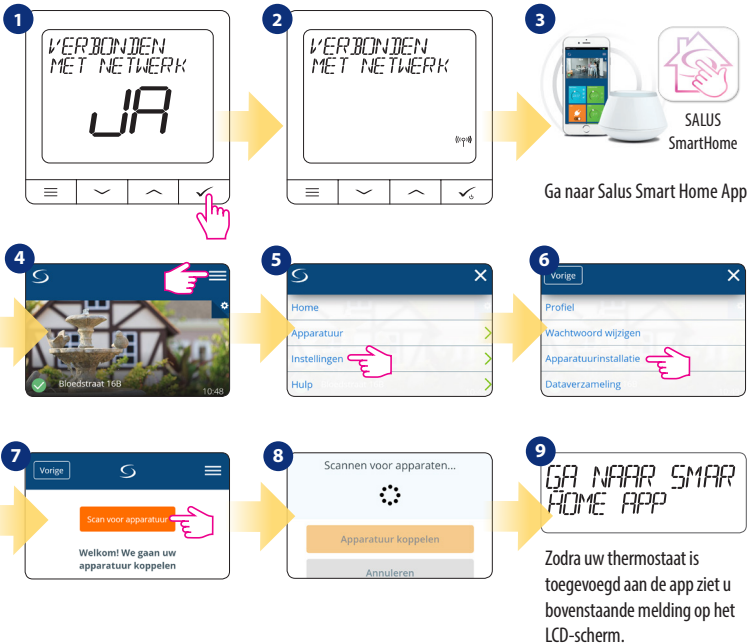 1
VERBONDEN
MET NETWERK
JA
2
VERBONDEN
MET NETWERK
3
SALUS
SmartHome
Ga naar Salus Smart Home App
4
Bloedstraat 16B
10:48
5
Home
Apparatuur
Instellingen
Hulp
6
Vorige
Profiel
Wachtwoord wijzigen
Apparatuurinstallatie
Dataverzameling
7
Vorige
Scan voor apparatuur
Welkom! We gaan uw
apparatuur koppelen
8
Scannen voor apparaten...
Apparatuur koppelen
Annuleren
9
GA NAAR SMAR
HOME APP
Zodra uw thermostaat is
toegevoegd aan de app ziet u
bovenstaande melding op het
LCD-scherm.